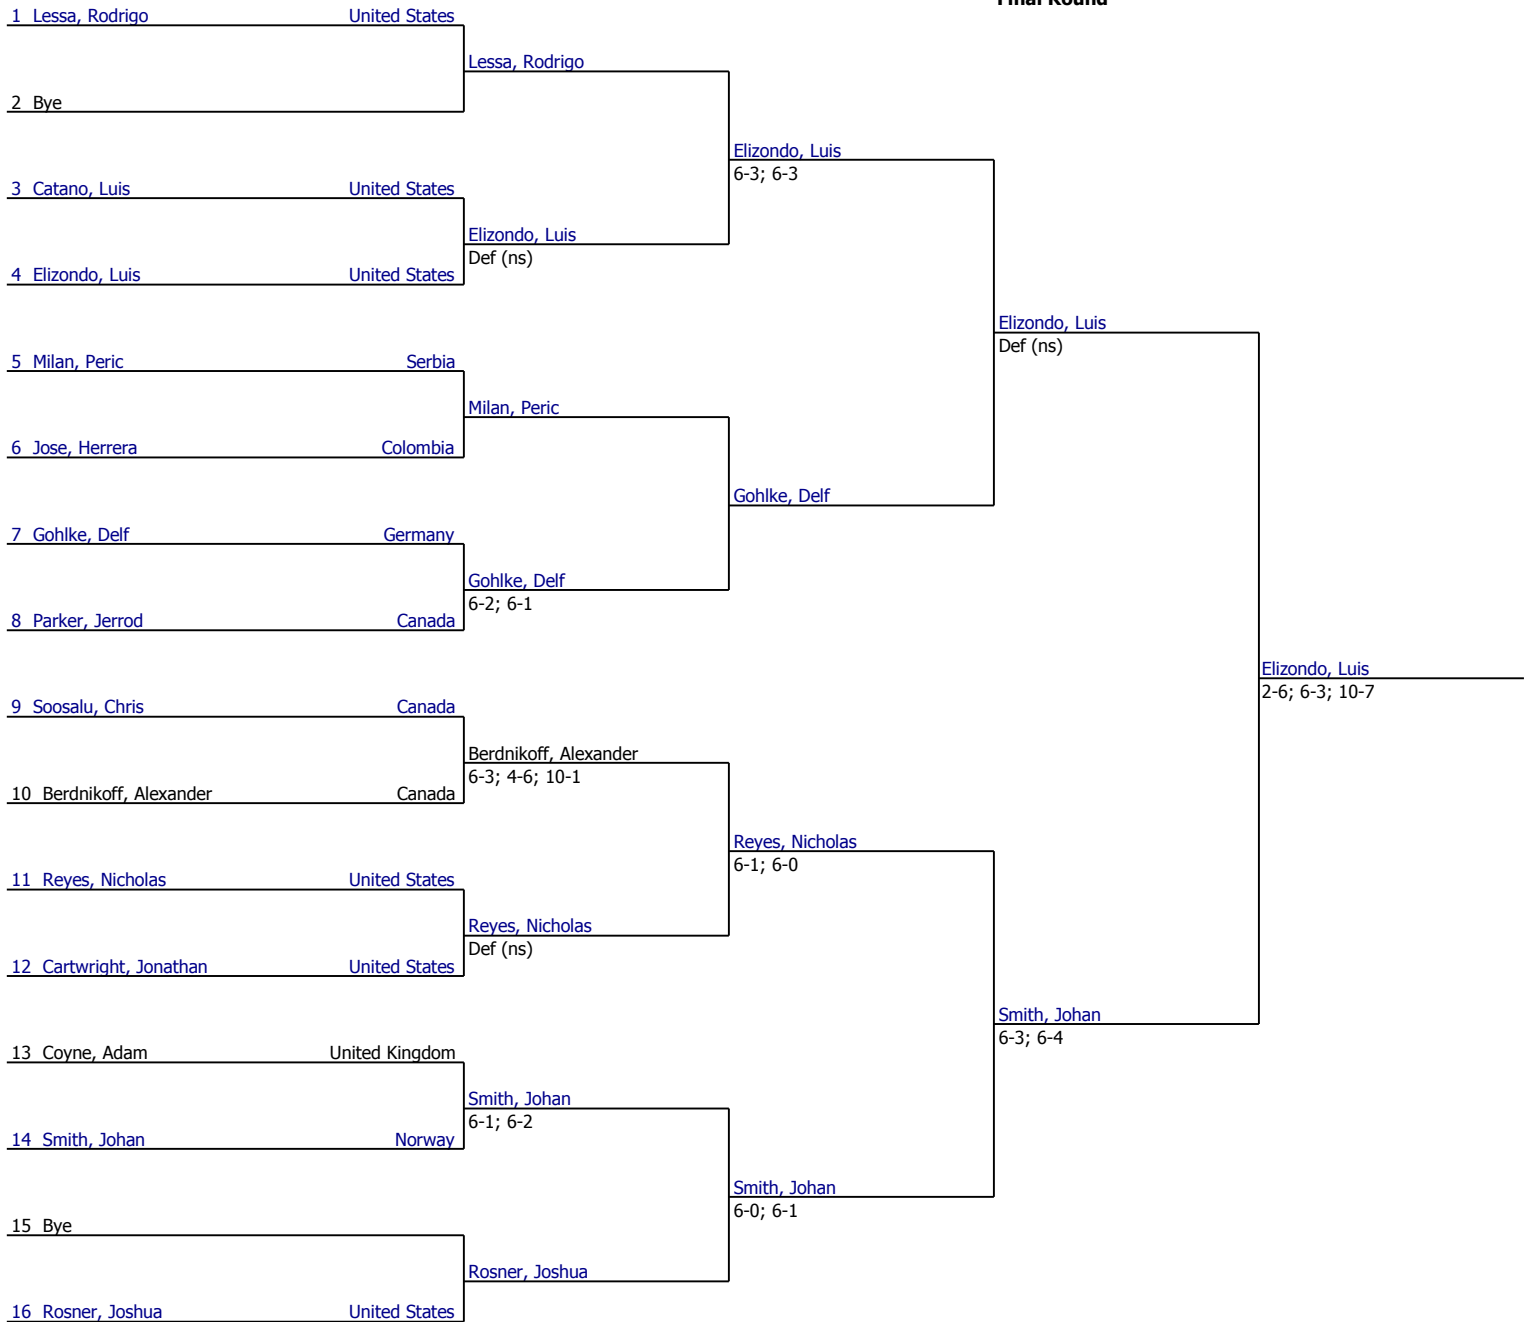 Final Round
1 Lessa, Rodrigo United States
Lessa, Rodrigo
2 Bye
Elizondo, Luis
6-3; 6-3
3 Catano, Luis United States
Elizondo, Luis
Def (ns)
4 Elizondo, Luis United States
Elizondo, Luis
Def (ns)
5 Milan, Peric Serbia
Milan, Peric
6 Jose, Herrera Colombia
Gohlke, Delf
7 Gohlke, Delf Germany
Gohlke, Delf
6-2; 6-1
8 Parker, Jerrod Canada
Elizondo, Luis
2-6; 6-3; 10-7
9 Soosalu, Chris Canada
Berdnikoff, Alexander
6-3; 4-6; 10-1
10 Berdnikoff, Alexander Canada
Reyes, Nicholas
6-1; 6-0
11 Reyes, Nicholas United States
Reyes, Nicholas
Def (ns)
12 Cartwright, Jonathan United States
Smith, Johan
6-3; 6-4
13 Coyne, Adam United Kingdom
Smith, Johan
6-1; 6-2
14 Smith, Johan Norway
Smith, Johan
6-0; 6-1
15 Bye
Rosner, Joshua
16 Rosner, Joshua United States